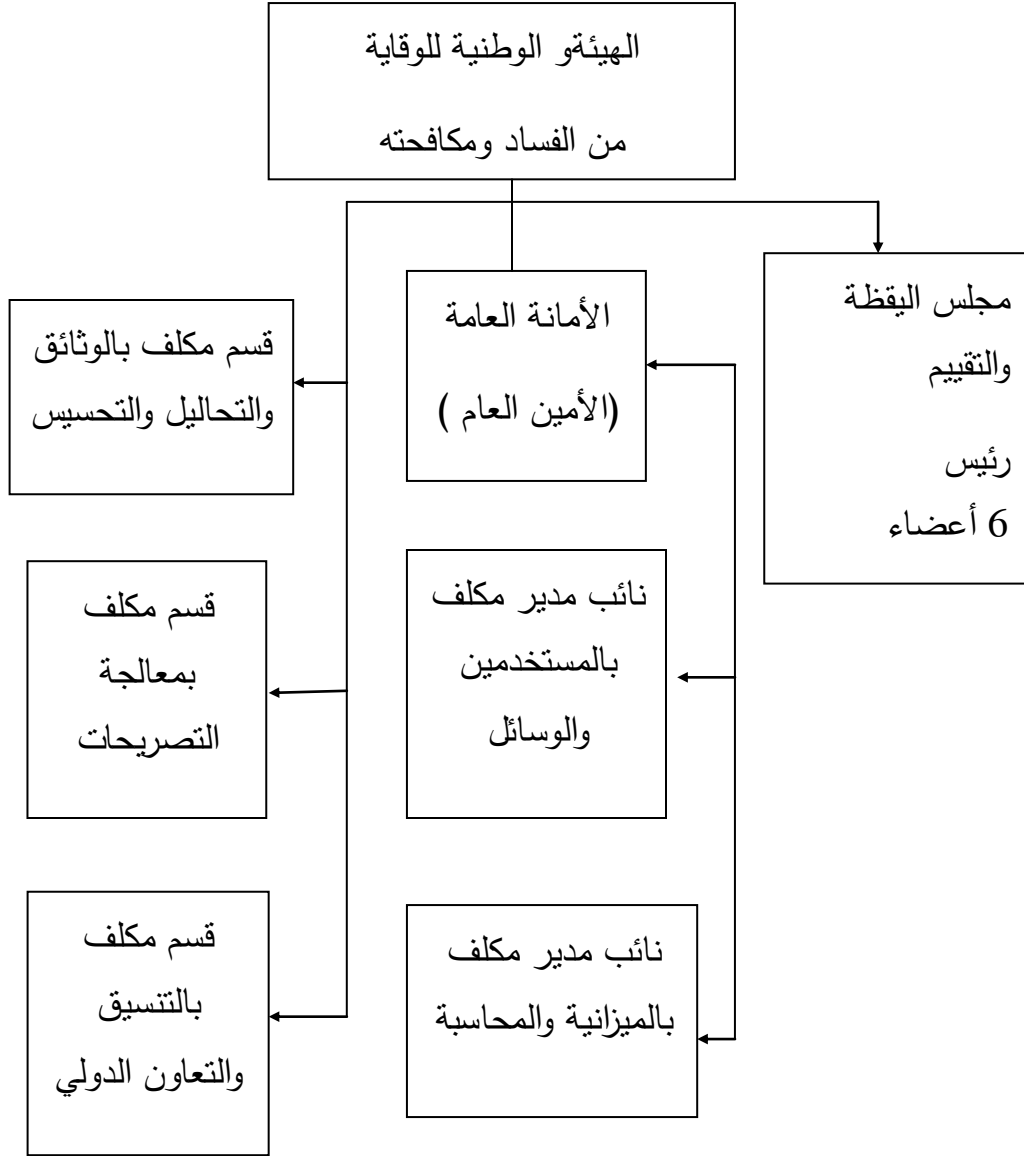 الهيئةو الوطنية للوقاية
من الفساد ومكافحته
مجلس اليقظة
والتقييم
رئيس
6 أعضاء
الأمانة العامة
(الأمين العام )
قسم مكلف بالوثائق
والتحاليل والتحسيس
نائب مدير مكلف
بالمستخدمين
والوسائل
قسم مكلف
بمعالجة
التصريحات
نائب مدير مكلف
بالميزانية والمحاسبة
قسم مكلف
بالتنسيق
والتعاون الدولي